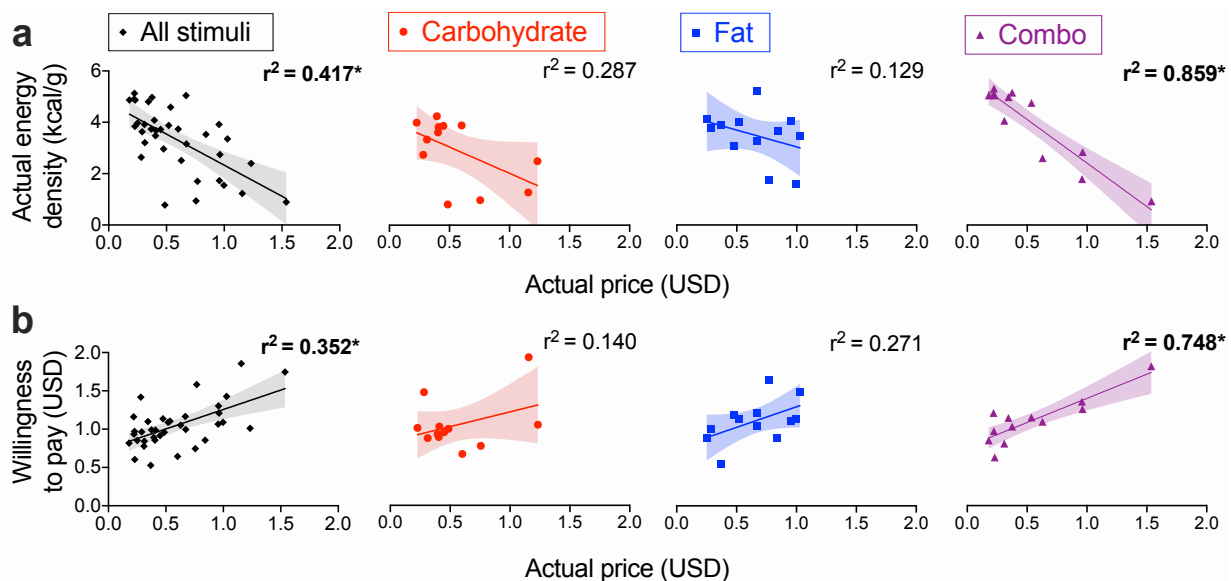 a
All stimuli
Carbohydrate
Fat
Combo
r² = 0.417*
r² = 0.287
r² = 0.129
r² = 0.859*
Actual energy
density (kcal/g)
6
4
2
0
0.0 0.5 1.0 1.5 2.0
0.0 0.5 1.0 1.5 2.0
0.0 0.5 1.0 1.5 2.0
0.0 0.5 1.0 1.5 2.0
Actual price (USD)
b
r² = 0.352*
r² = 0.140
r² = 0.271
r² = 0.748*
Willingness
to pay (USD)
2.0
1.5
1.0
0.5
0.0
0.0 0.5 1.0 1.5 2.0
0.0 0.5 1.0 1.5 2.0
0.0 0.5 1.0 1.5 2.0
0.0 0.5 1.0 1.5 2.0
Actual price (USD)